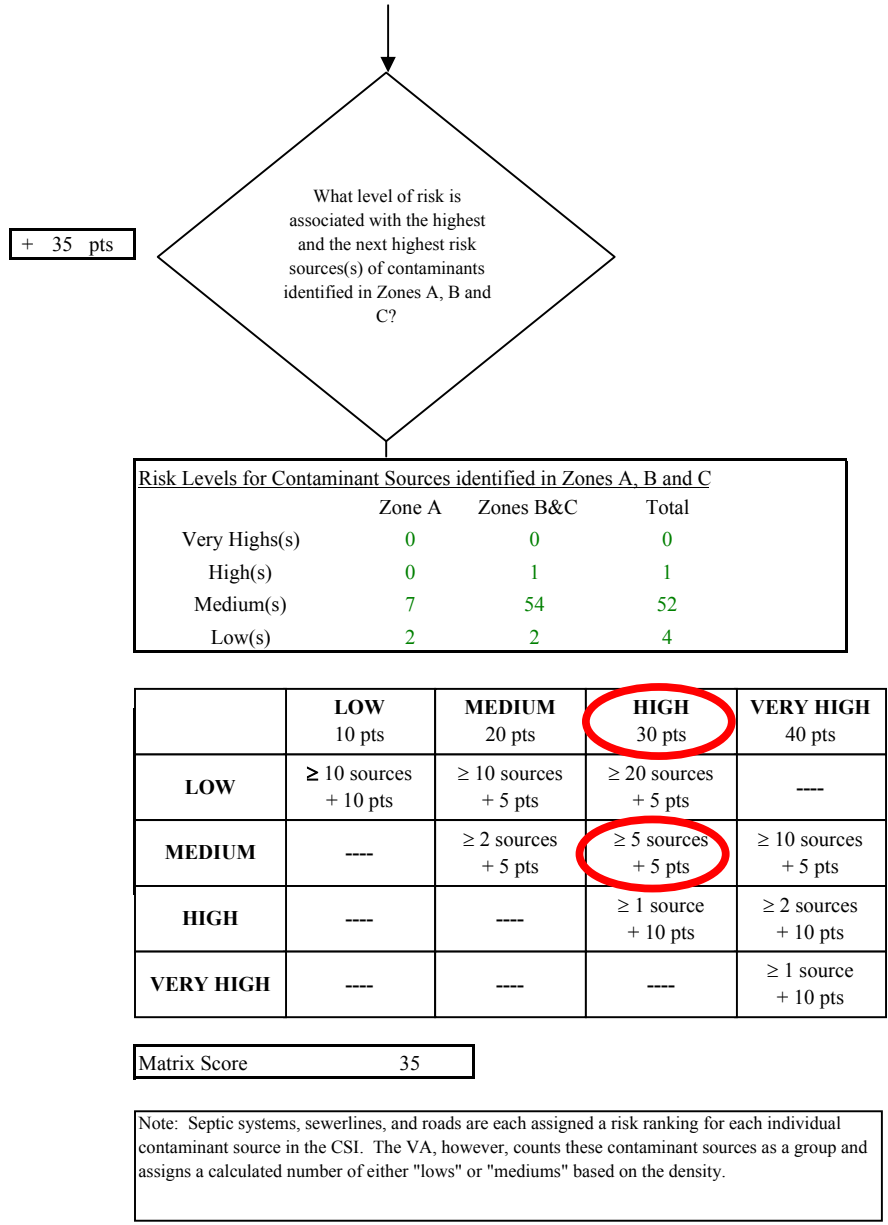 What level of risk is
associated with the highest
and the next highest risk
sources(s) of contaminants
identified in Zones A, B and
C?
+ 35 pts
Risk Levels for Contaminant Sources identified in Zones A, B and C
Zone A Zones B&C Total
Very Highs(s) 0 0 0
High(s) 0 1 1
Medium(s) 7 54 52
Low(s) 2 2 4
LOW MEDIUM HIGH VERY HIGH
10 pts 20 pts 30 pts 40 pts
LOW ≥ 10 sources ≥ 10 sources ≥ 20 sources ----
+ 10 pts + 5 pts + 5 pts
MEDIUM ---- ≥ 2 sources ≥ 5 sources ≥ 10 sources
+ 5 pts + 5 pts + 5 pts
HIGH ---- ---- ≥ 1 source ≥ 2 sources
+ 10 pts + 10 pts
VERY HIGH ---- ---- ---- ≥ 1 source
+ 10 pts
Matrix Score 35
Note: Septic systems, sewerlines, and roads are each assigned a risk ranking for each individual
contaminant source in the CSI. The VA, however, counts these contaminant sources as a group and
assigns a calculated number of either "lows" or "mediums" based on the density.